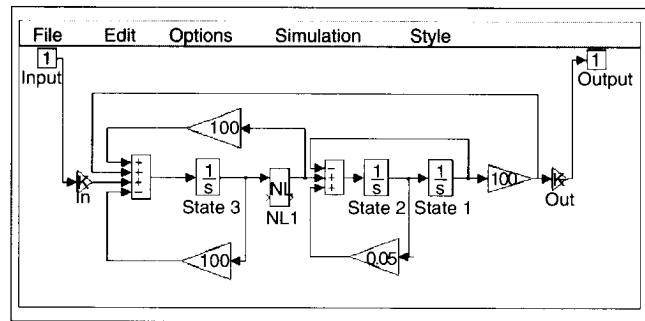 File Edit Options Simulation Style
1
Input
1
Output
100
+
+
+
−
K
In
1
s
State 3
NL
NL1
−
+
+
1
s
State 2
1
s
State 1
100
K
Out
100
0.05